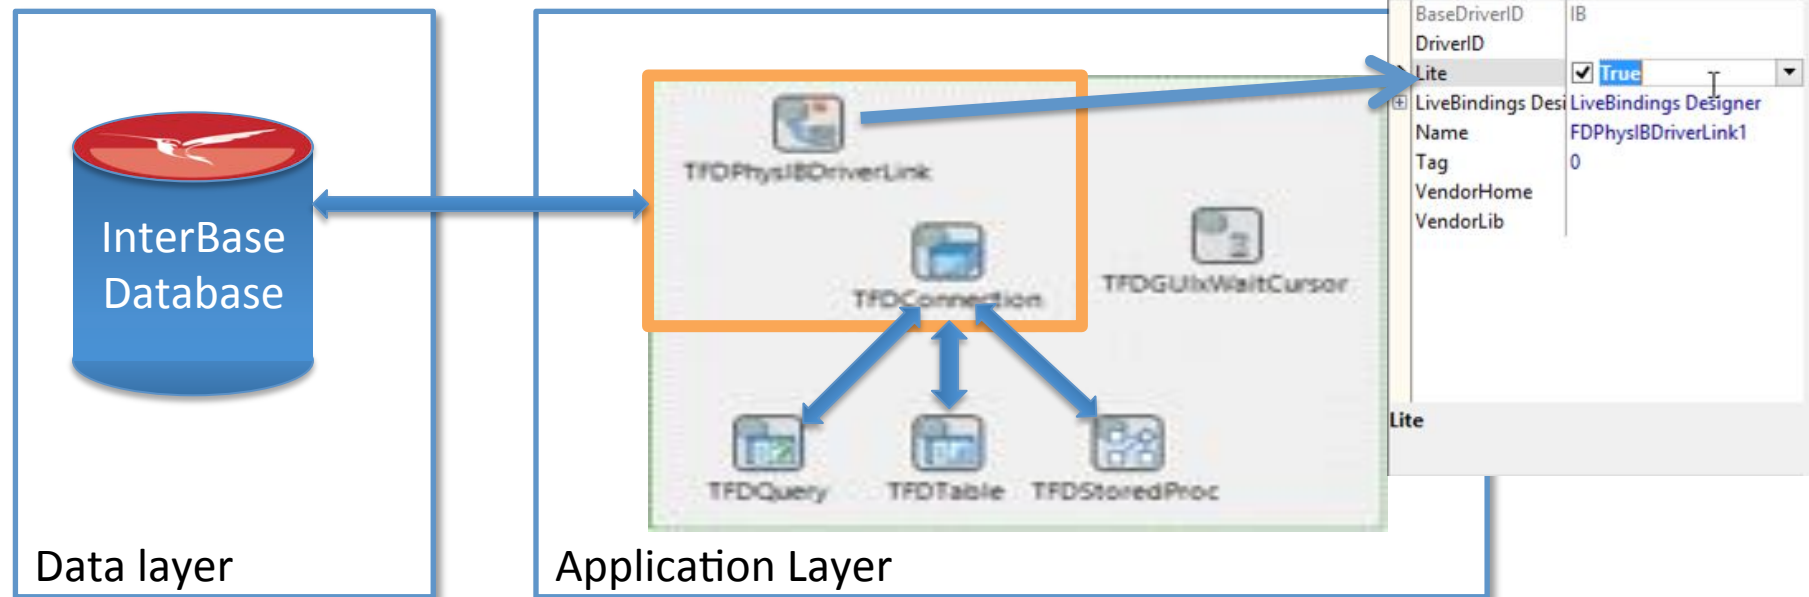 InterBase
Database
Data layer
TFDPhysIBDriverLink
TFDConnection
TFDGUIxWaitCursor
TFDQuery
TFDTable
TFDStoredProc
Application Layer
BaseDriverID IB
DriverID
Lite True
LiveBindings Desi LiveBindings Designer
Name FDPhysIBDriverLink1
Tag 0
VendorHome
VendorLib
Lite